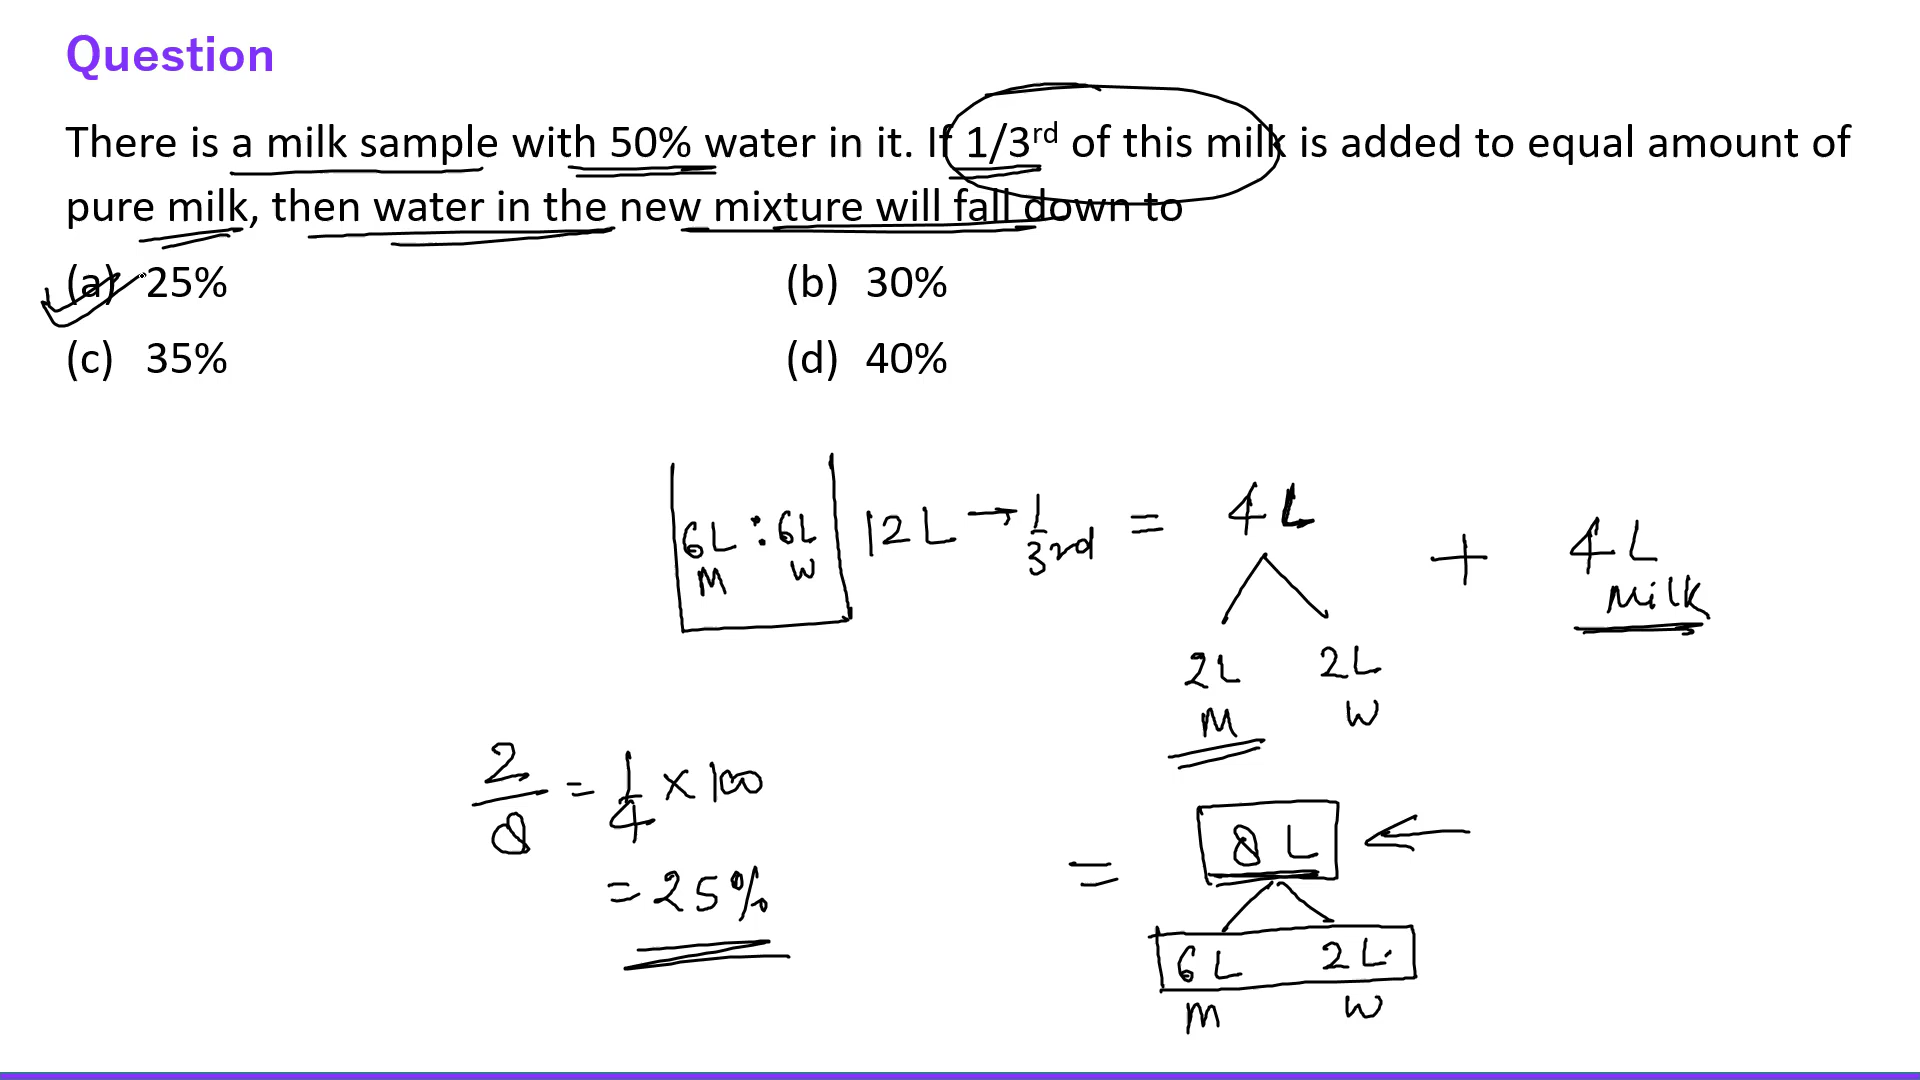 Question
There is a milk sample with 50% water in it. If 1/3rd of this milk is added to equal amount of
pure milk, then water in the new mixture will fall down to
(a) 25% (b) 30%
(c) 35% (d) 40%
6L : 6L 12L → 1/3rd = 4L + 4L
M W Milk
2L 2L
M W
2/8 = 1/4 × 100
= 8L
= 25%
6L 2L
M W